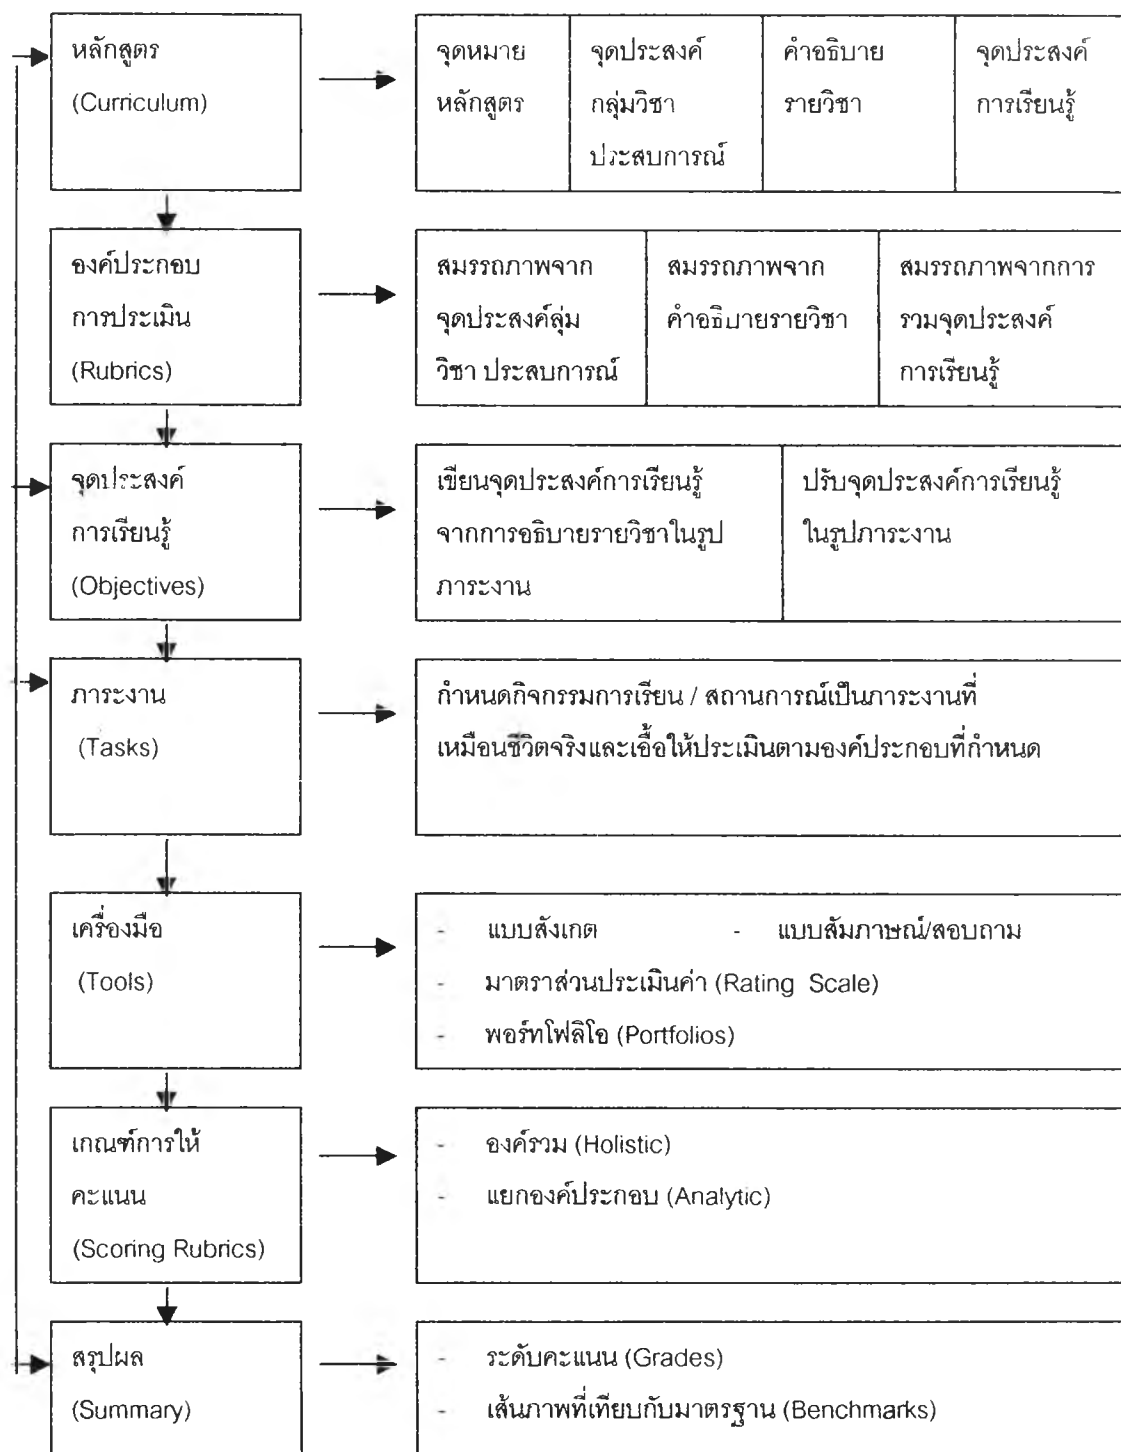 หลักสูตร
(Curriculum)
จุดหมาย
หลักสูตร
จุดประสงค์
กลุ่มวิชา
ประสบการณ์
คำอธิบาย
รายวิชา
จุดประสงค์
การเรียนรู้
องค์ประกอบ
การประเมิน
(Rubrics)
สมรรถภาพจาก
จุดประสงค์ลุ่ม
วิชา ประสบการณ์
สมรรถภาพจาก
คำอธิบายรายวิชา
สมรรถภาพจากการ
รวมจุดประสงค์
การเรียนรู้
จุดประสงค์
การเรียนรู้
(Objectives)
เขียนจุดประสงค์การเรียนรู้
จากการอธิบายรายวิชาในรูป
ภาระงาน
ปรับจุดประสงค์การเรียนรู้
ในรูปภาระงาน
ภาระงาน
(Tasks)
กำหนดกิจกรรมการเรียน / สถานการณ์เป็นภาระงานที่
เหมือนชีวิตจริงและเอื้อให้ประเมินตามองค์ประกอบที่กำหนด
เครื่องมือ
(Tools)
- แบบสังเกต - แบบสัมภาษณ์/สอบถาม
- มาตราส่วนประเมินค่า (Rating Scale)
- พอร์ทโฟลิโอ (Portfolios)
เกณฑ์การให้
คะแนน
(Scoring Rubrics)
- องค์รวม (Holistic)
- แยกองค์ประกอบ (Analytic)
สรุปผล
(Summary)
- ระดับคะแนน (Grades)
- เส้นภาพที่เทียบกับมาตรฐาน (Benchmarks)